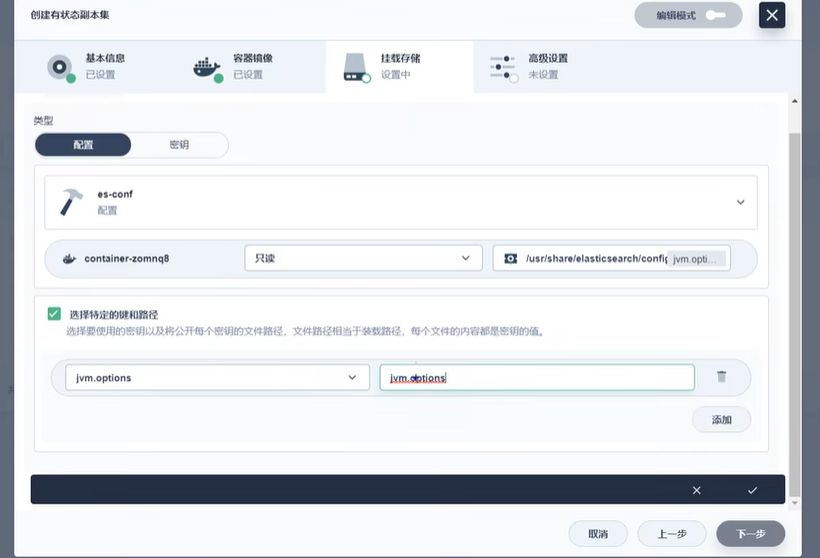 创建有状态副本集
编辑模式
基本信息
已设置
容器镜像
已设置
挂载存储
设置中
高级设置
未设置
类型
配置
密钥
es-conf
配置
container-zomnq8
只读
/usr/share/elasticsearch/config
jvm.opti...
选择特定的键和路径
选择要使用的密钥以及将公开每个密钥的文件路径，文件路径相当于装载路径，每个文件的内容都是密钥的值。
jvm.options
jvm.options
添加
取消
上一步
下一步